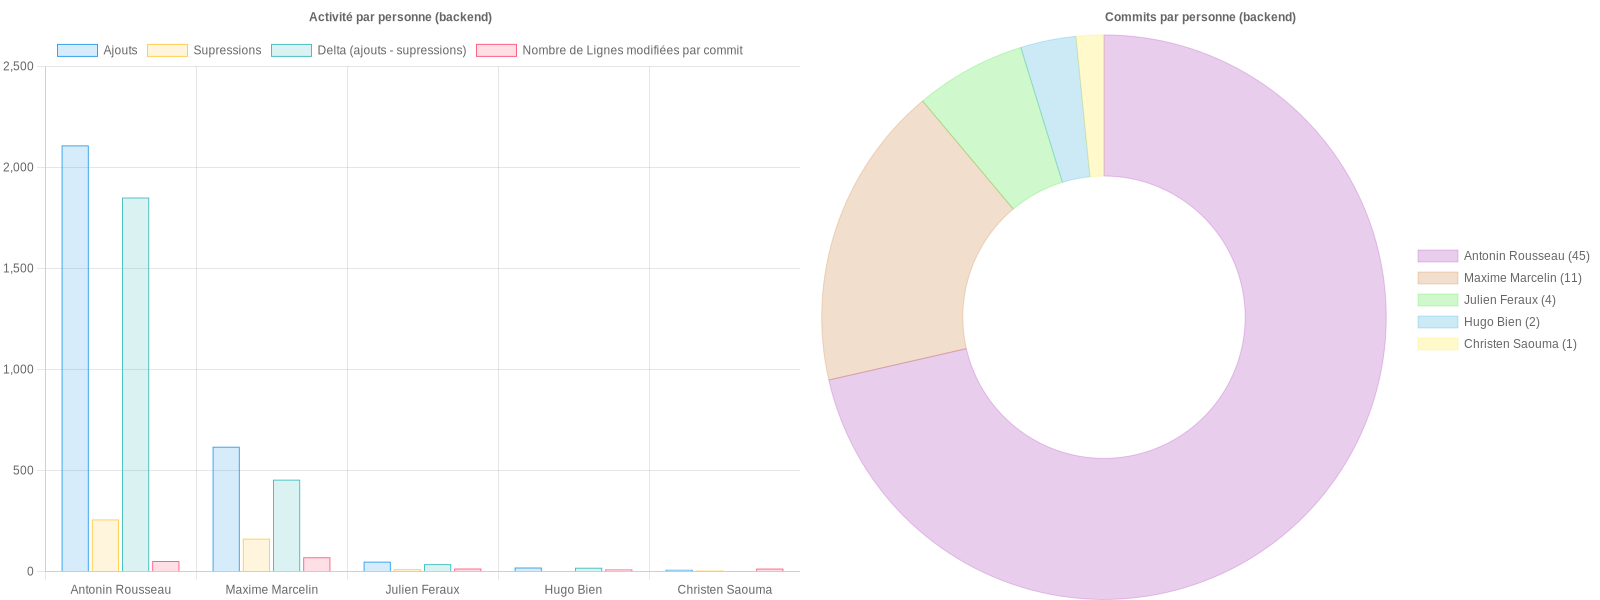 Activité par personne (backend)
Ajouts Supressions Delta (ajouts - supressions) Nombre de Lignes modifiées par commit
2,500
2,000
1,500
1,000
500
0
Antonin Rousseau Maxime Marcelin Julien Feraux Hugo Bien Christen Saouma
Commits par personne (backend)
Antonin Rousseau (45)
Maxime Marcelin (11)
Julien Feraux (4)
Hugo Bien (2)
Christen Saouma (1)